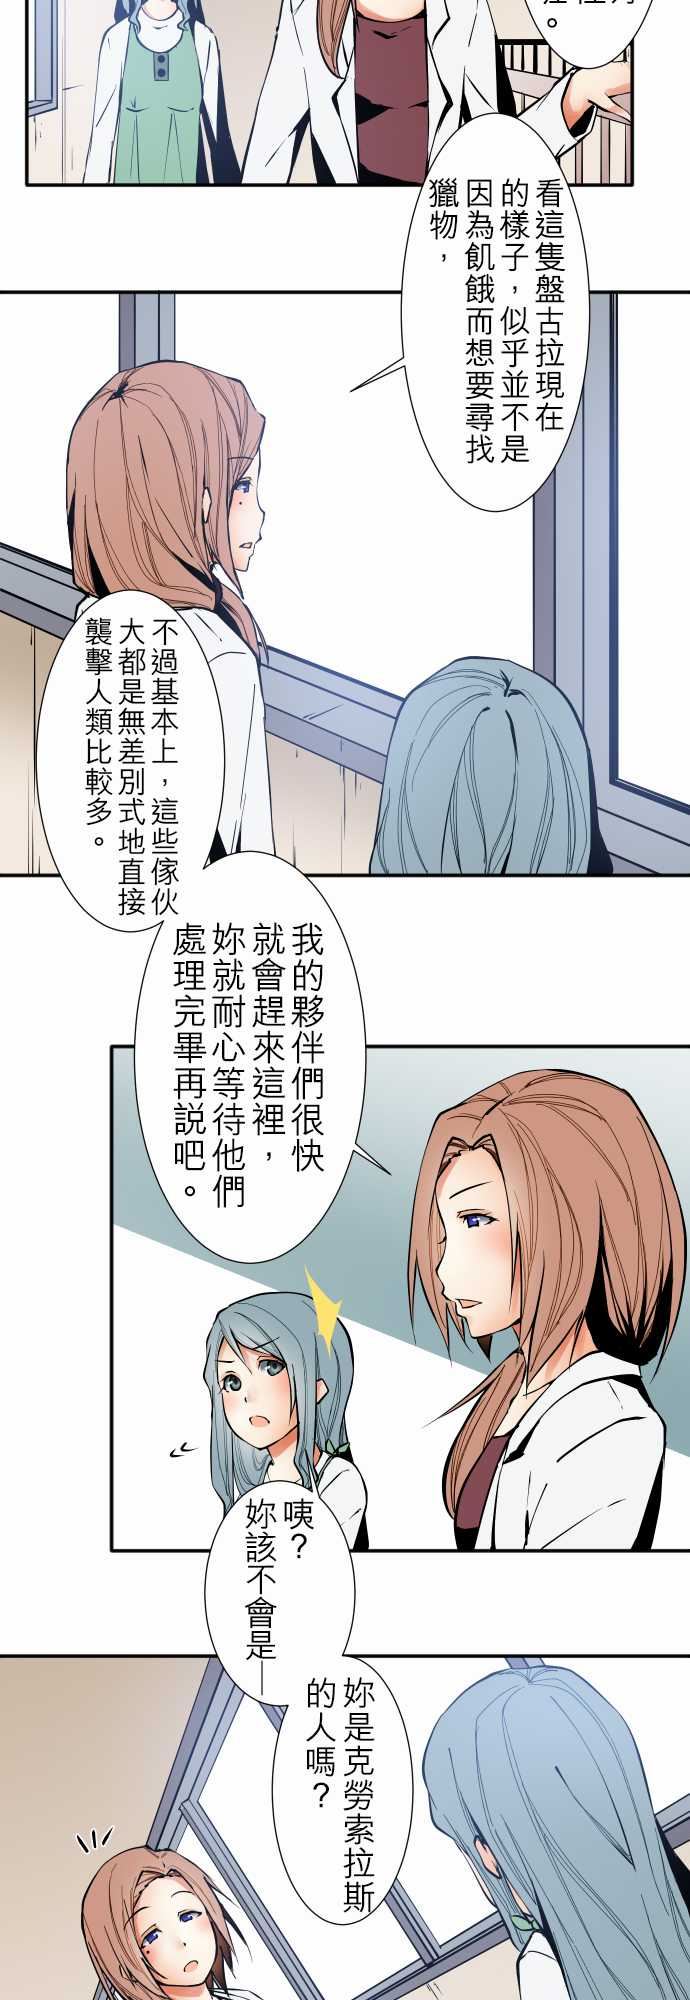 看這隻盤古拉現在
的樣子，似乎並不是
因為飢餓而想要尋找
獵物，
不過基本上，這些傢伙
大都是無差別式地直接
襲擊人類比較多。
我的夥伴們很快
就會趕來這裡，
妳就耐心等待他們
處理完畢再說吧。
咦？
妳該不會是—
妳是克勞索拉斯
的人嗎？